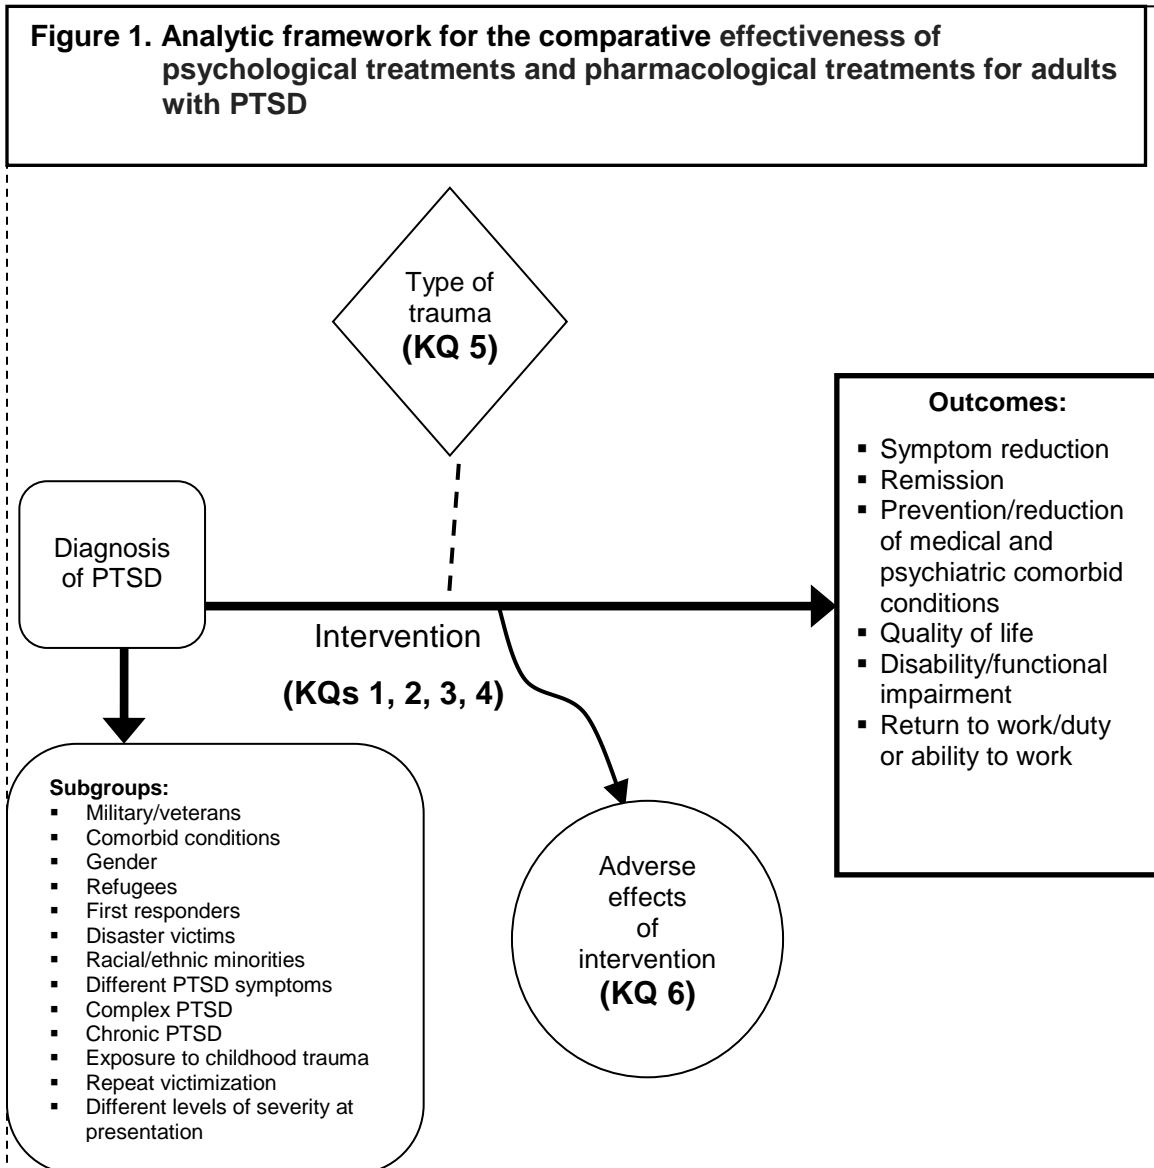 Figure 1. Analytic framework for the comparative effectiveness of
psychological treatments and pharmacological treatments for adults
with PTSD
Type of
trauma
(KQ 5)
Diagnosis
of PTSD
Intervention
(KQs 1, 2, 3, 4)
Outcomes:
▪ Symptom reduction
▪ Remission
▪ Prevention/reduction
of medical and
psychiatric comorbid
conditions
▪ Quality of life
▪ Disability/functional
impairment
▪ Return to work/duty
or ability to work
Subgroups:
▪ Military/veterans
▪ Comorbid conditions
▪ Gender
▪ Refugees
▪ First responders
▪ Disaster victims
▪ Racial/ethnic minorities
▪ Different PTSD symptoms
▪ Complex PTSD
▪ Chronic PTSD
▪ Exposure to childhood trauma
▪ Repeat victimization
▪ Different levels of severity at
presentation
Adverse
effects
of
intervention
(KQ 6)